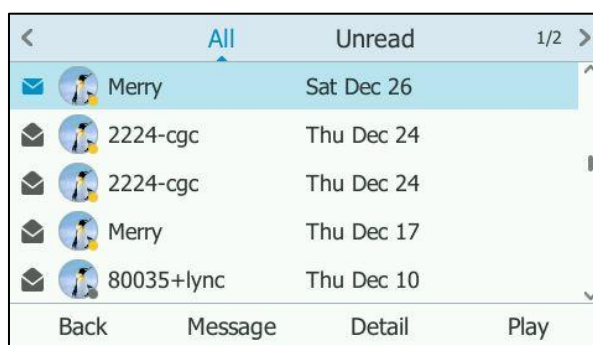 All Unread 1/2
Merry Sat Dec 26
2224-cgc Thu Dec 24
2224-cgc Thu Dec 24
Merry Thu Dec 17
80035+lync Thu Dec 10
Back Message Detail Play